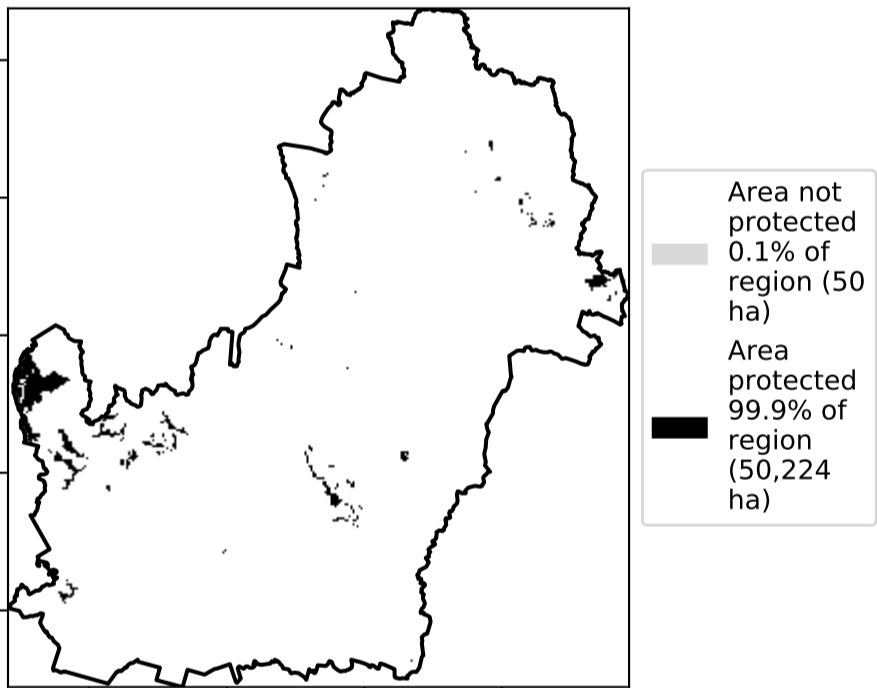 Area not
protected
0.1% of
region (50
ha)
Area
protected
99.9% of
region
(50,224
ha)